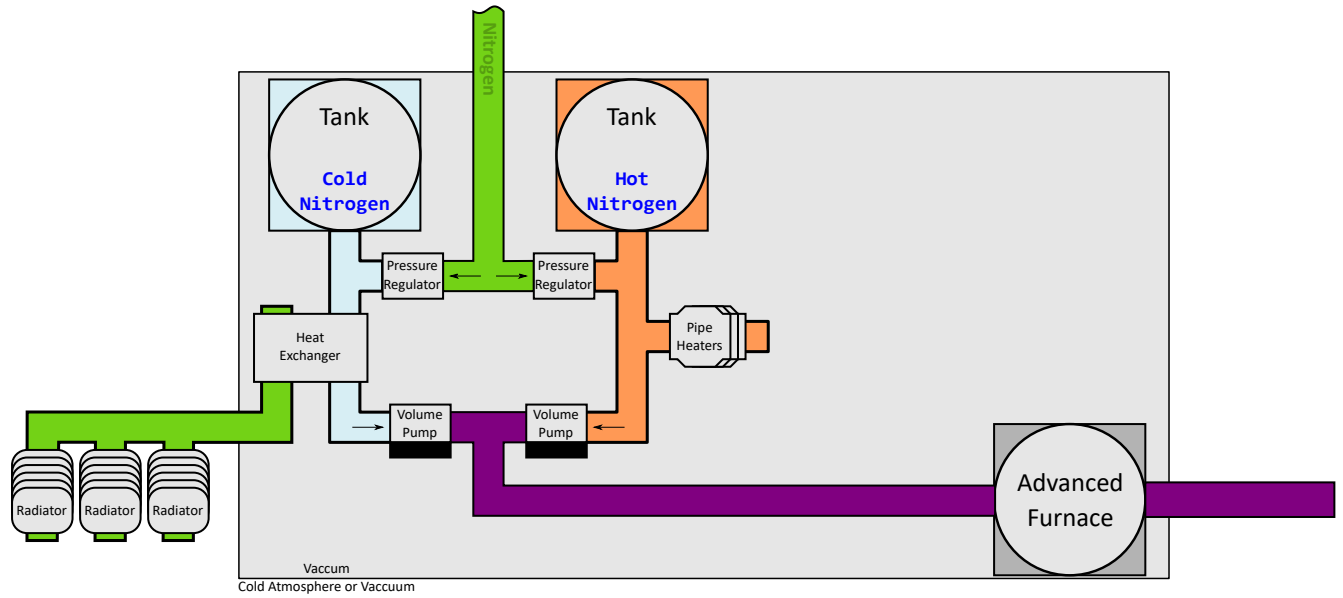 Nitrogen
Tank
Cold
Nitrogen
Tank
Hot
Nitrogen
Pressure
Regulator
Pressure
Regulator
Heat
Exchanger
Pipe
Heaters
Volume
Pump
Volume
Pump
Radiator
Radiator
Radiator
Advanced
Furnace
Vaccum
Cold Atmosphere or Vaccuum